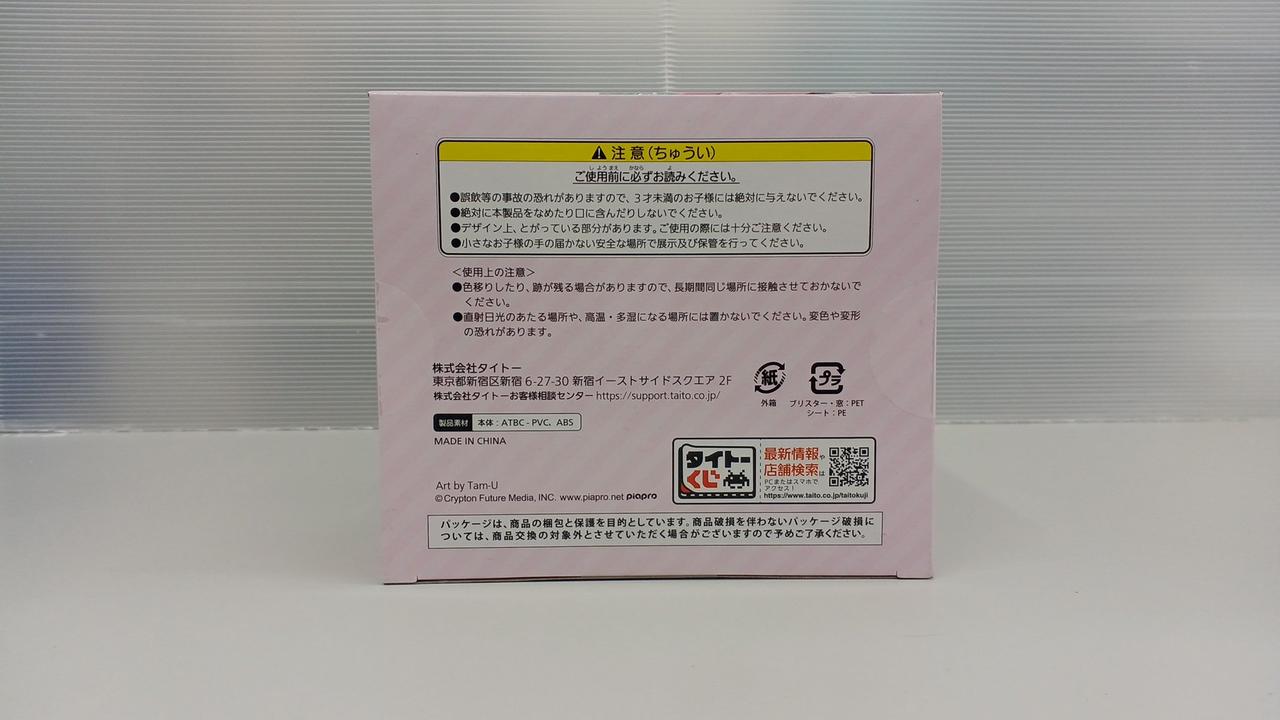 ⚠注意(ちゅうい)
ご使用前に必ずお読みください。
●誤飲等の事故の恐れがありますので、3才未満のお子様には絶対に与えないでください。
●絶対に本製品をなめたり口に含んだりしないでください。
●デザイン上、とがっている部分があります。ご使用の際には十分ご注意ください。
●小さなお子様の手の届かない安全な場所で展示及び保管を行ってください。
<使用上の注意>
●色移りしたり、跡が残る場合がありますので、長期間同じ場所に接触させておかないで
ください。
●直射日光のあたる場所や、高温・多湿になる場所には置かないでください。変色や変形
の恐れがあります。
株式会社タイトー
東京都新宿区新宿 6-27-30 新宿イーストサイドスクエア 2F
株式会社タイトーお客様相談センター https://support.taito.co.jp/
紙
外箱
プラ
ブリスター・窓:PET
シート:PE
製品素材 本体:ATBC-PVC、ABS
MADE IN CHINA
タイトー
くじ
最新情報や
店舗検索は
PCまたはスマホで
アクセス!
https://www.taito.co.jp/taitokuji
Art by Tam-U
© Crypton Future Media, INC. www.piapro.net piapro
パッケージは、商品の梱包と保護を目的としています。商品破損を伴わないパッケージ破損に
ついては、商品交換の対象外とさせていただく場合がございますので予めご了承ください。